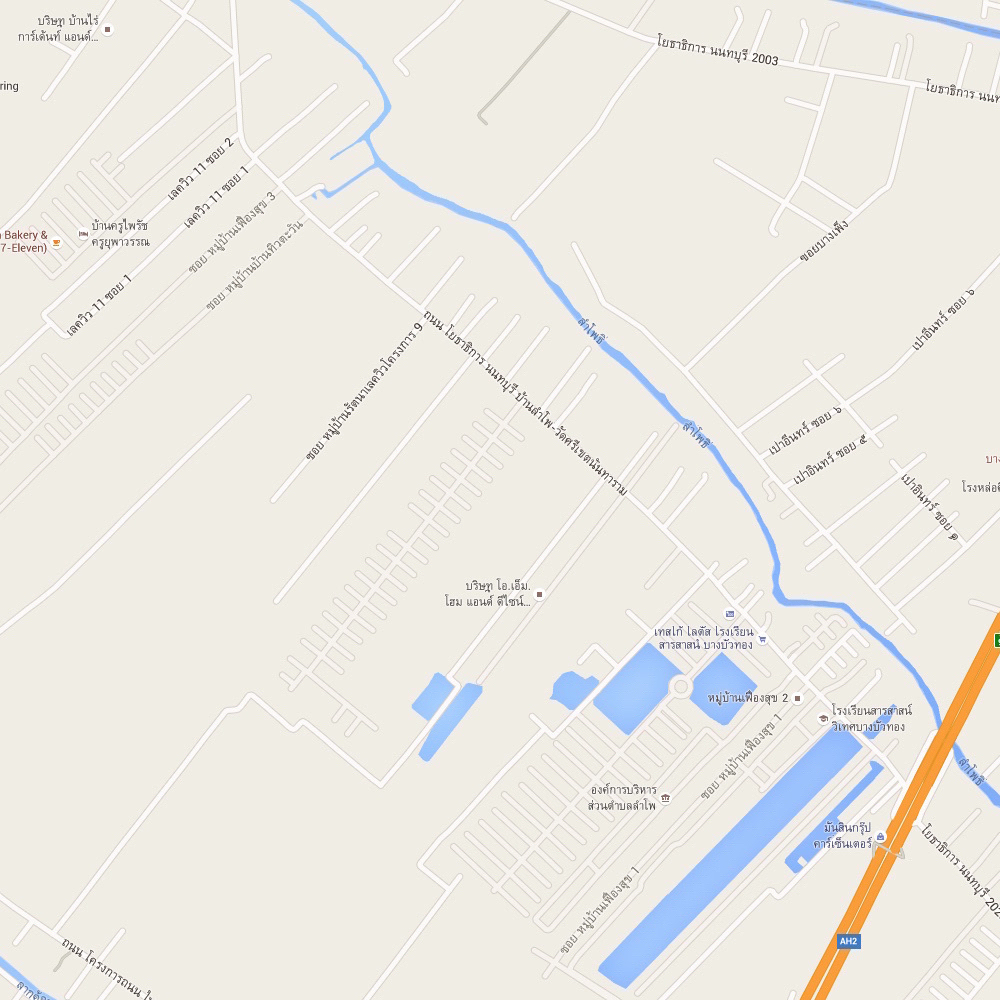 บริษัท บ้านไร่
การ์เด้นท์ แอนด์...
ring
โยธาธิการ นนทบุรี 2003
โยธาธิการ นนท
เลควิว 11 ซอย 2
เลควิว 11 ซอย 1
ซอย หมู่บ้านเฟื่องสุข 3
ซอย หมู่บ้านบ้านทิวตะวัน
บ้านครูไพรัช
ครูยุพาวรรณ
Bakery &
7-Eleven)
ซอยบางเพ็ง
เลควิว 11 ซอย 1
เปาอินทร์ ซอย ๖
ลำโพธิ์
ถนน โยธาธิการ นนทบุรี บ้านลำโพ-วัดศรีเขตนันทาราม
ซอย หมู่บ้านรัตนาเลควิวโครงการ 9
เปาอินทร์ ซอย ๖
ลำโพธิ์
เปาอินทร์ ซอย ๕
บาง
โรงหล่อ
เปาอินทร์ ซอย ๑
บริษัท โอ.เอ็ม.
โฮม แอนด์ ดีไซน์...
เทสโก้ โลตัส โรงเรียน
สารสาสน์ บางบัวทอง
หมู่บ้านเฟื่องสุข 2
โรงเรียนสารสาสน์
วิเทศบางบัวทอง
ซอย หมู่บ้านเฟื่องสุข 1
ลำโพธิ์
องค์การบริหาร
ส่วนตำบลลำโพ
มันสินกรุ๊ป
คาร์เซ็นเตอร์
โยธาธิการ นนทบุรี 202
ซอย หมู่บ้านเฟื่องสุข 1
AH2
ถนน โครงการถนน